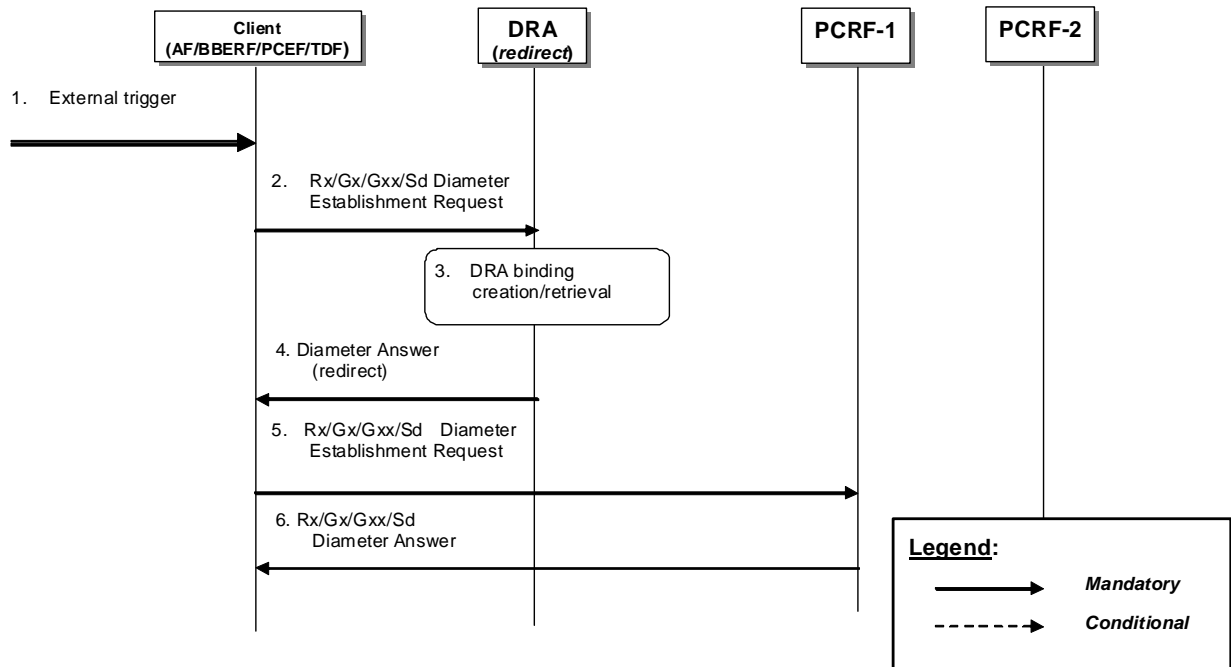 Client
(AF/BBERF/PCEF/TDF)
DRA
(redirect)
PCRF-1
PCRF-2
1. External trigger
2. Rx/Gx/Gxx/Sd Diameter
Establishment Request
3. DRA binding
creation/retrieval
4. Diameter Answer
(redirect)
5. Rx/Gx/Gxx/Sd Diameter
Establishment Request
6. Rx/Gx/Gxx/Sd
Diameter Answer
Legend:
Mandatory
Conditional